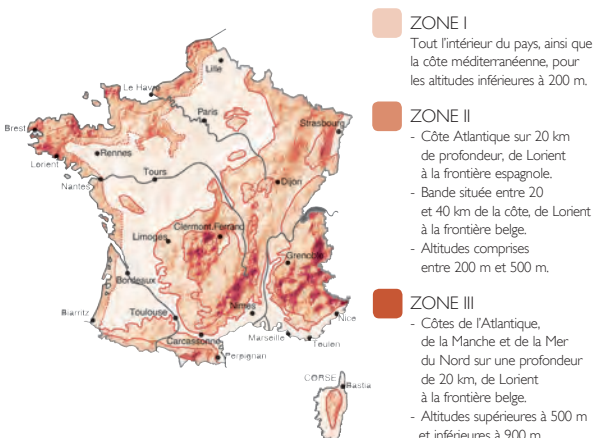 Lille
Le Havre
Paris
Strasbourg
Brest
Rennes
Lorient
Tours
Nantes
Dijon
Clermont Ferrand
Limoges
Grenoble
Bordeaux
Biarritz
Toulouse
Nimes
Nice
Marseille
Toulon
Carcassonne
Perpignan
CORSE
Bastia
ZONE I
Tout l'intérieur du pays, ainsi que
la côte méditerranéenne, pour
les altitudes inférieures à 200 m.
ZONE II
- Côte Atlantique sur 20 km
de profondeur, de Lorient
à la frontière espagnole.
- Bande située entre 20
et 40 km de la côte, de Lorient
à la frontière belge.
- Altitudes comprises
entre 200 m et 500 m.
ZONE III
- Côtes de l'Atlantique,
de la Manche et de la Mer
du Nord sur une profondeur
de 20 km, de Lorient
à la frontière belge.
- Altitudes supérieures à 500 m
et inférieures à 900 m